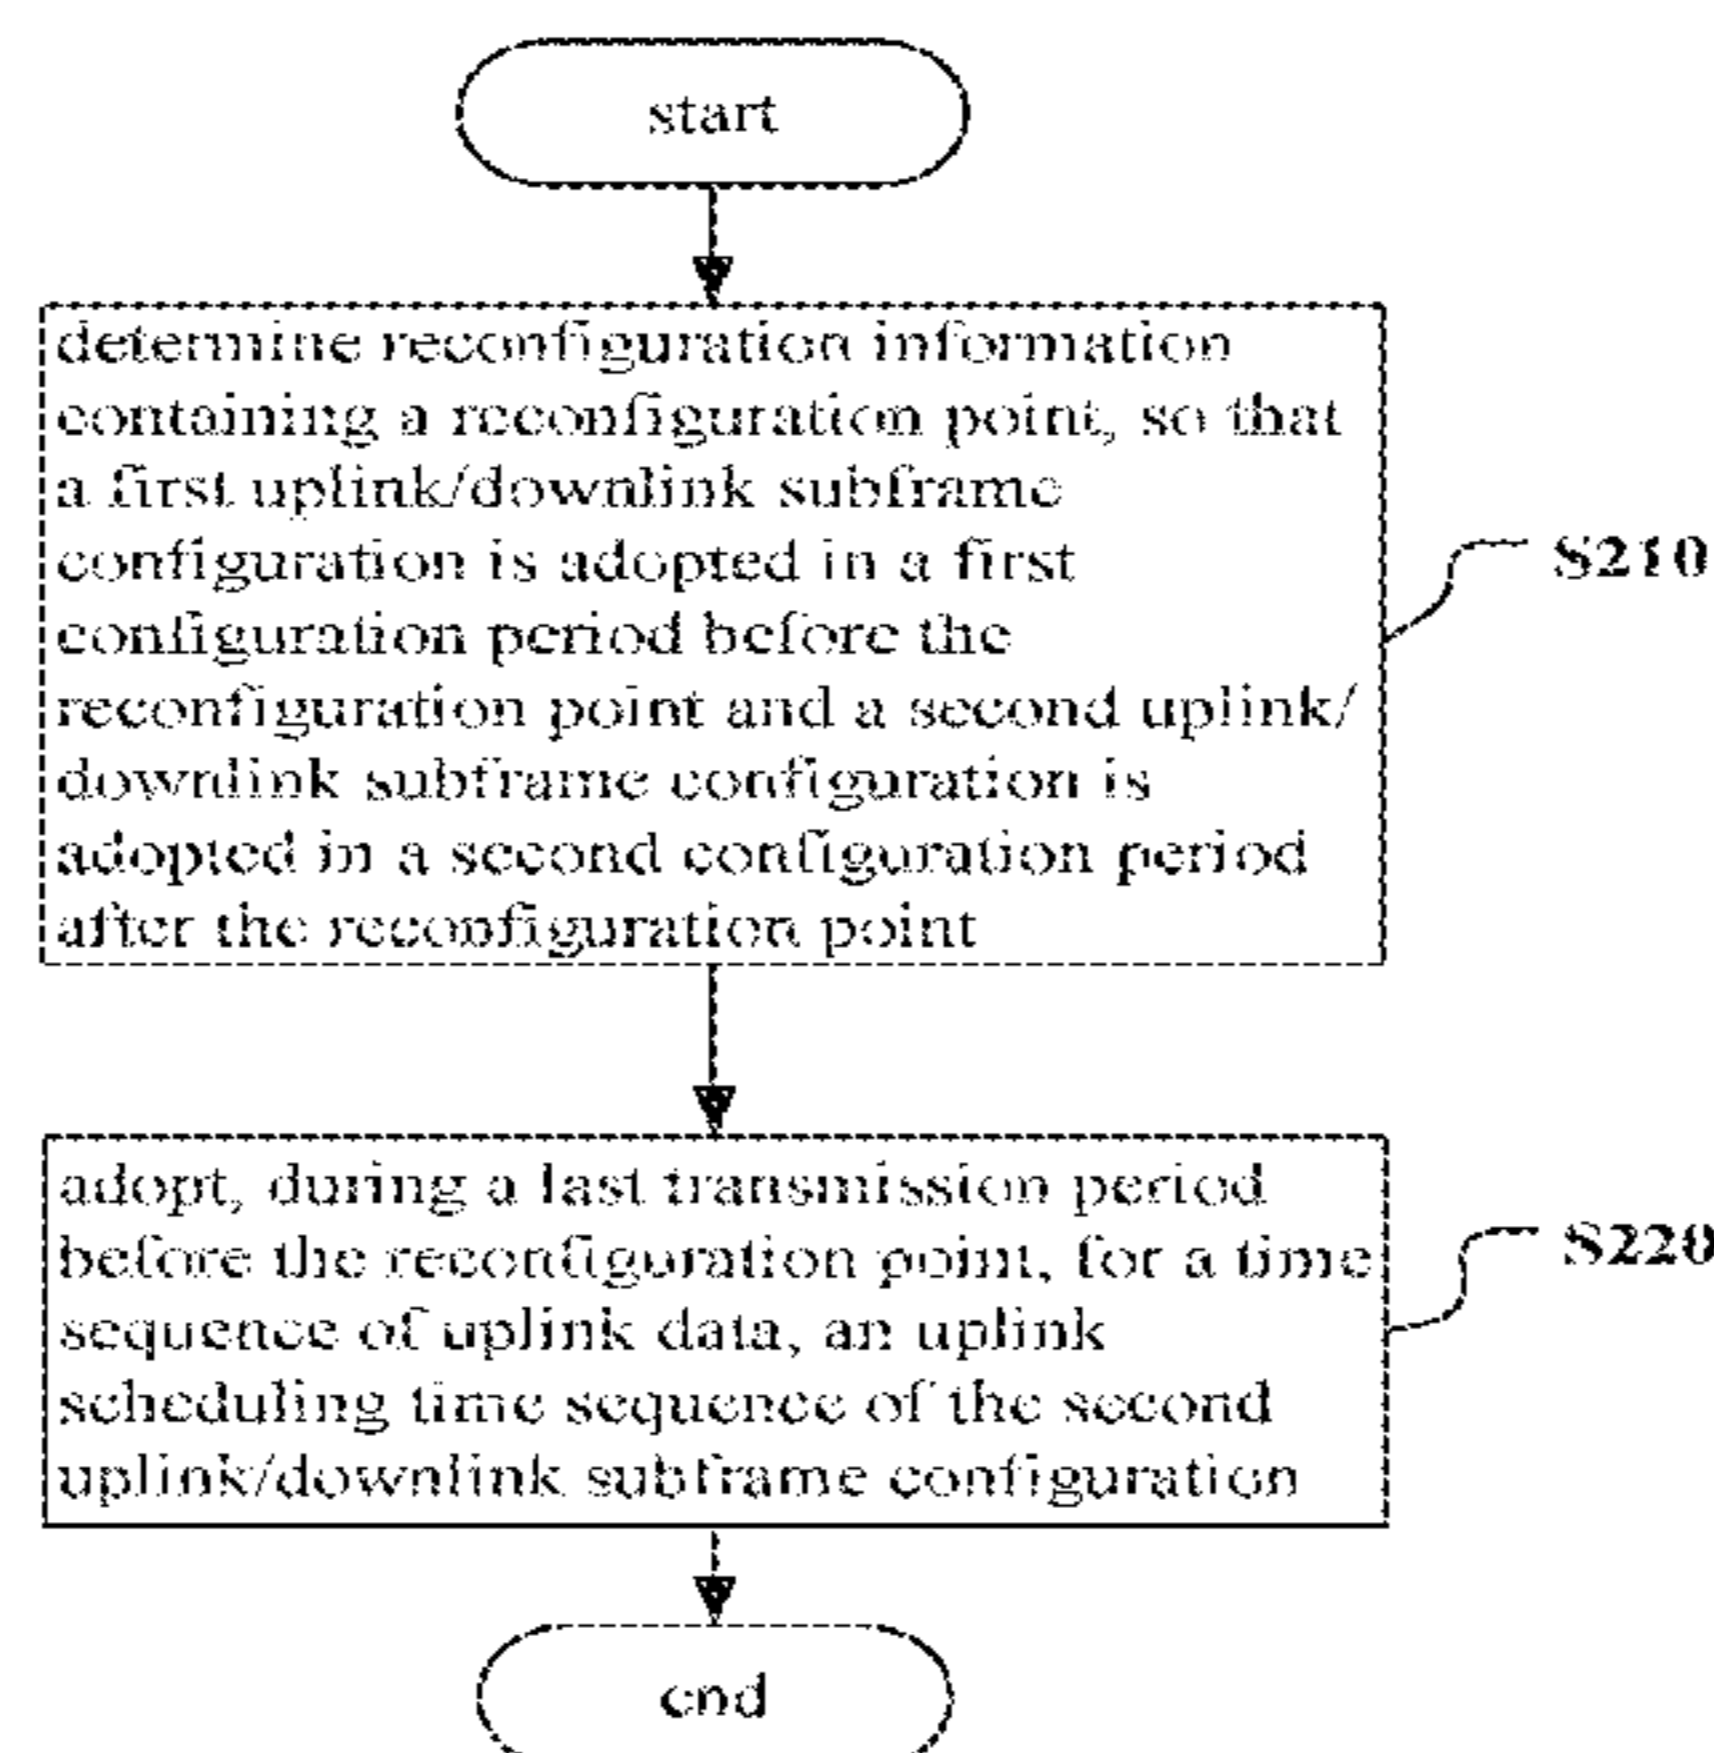 start
determine reconfiguration information
containing a reconfiguration point, so that
a first uplink/downlink subframe
configuration is adopted in a first
configuration period before the
reconfiguration point and a second uplink/
downlink subframe configuration is
adopted in a second configuration period
after the reconfiguration point
S210
adopt, during a last transmission period
before the reconfiguration point, for a time
sequence of uplink data, an uplink
scheduling time sequence of the second
uplink/downlink subframe configuration
S220
end